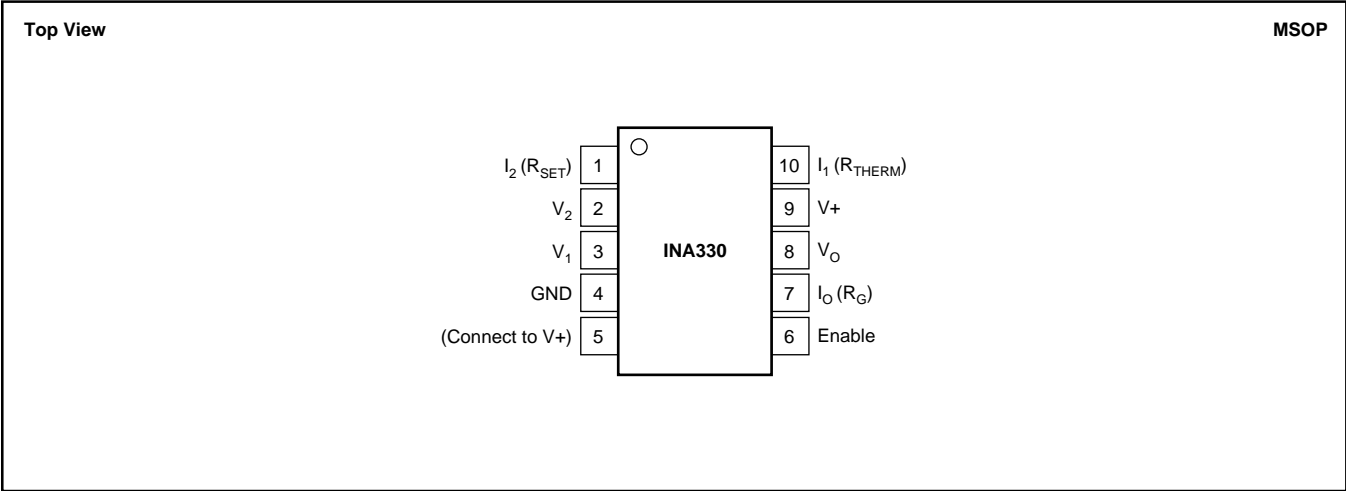 Top View MSOP
I2 (RSET) 1 10 I1 (RTHERM)
V2 2 9 V+
V1 3 INA330 8 VO
GND 4 7 IO (RG)
(Connect to V+) 5 6 Enable